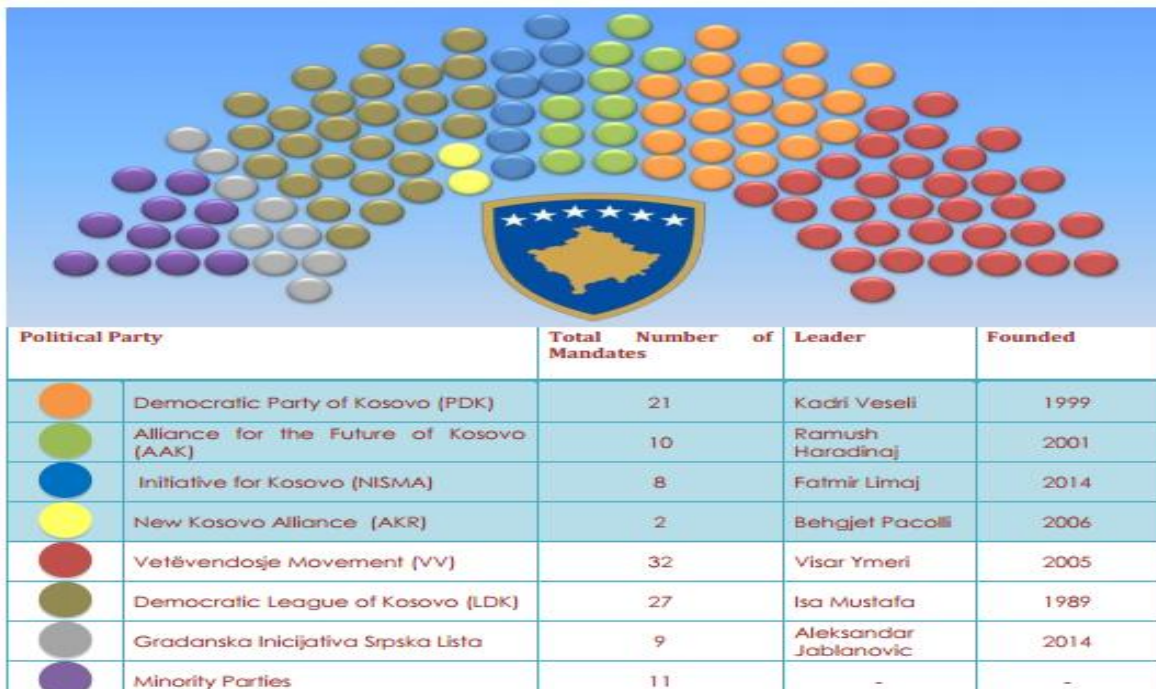 Political Party Total Number of Mandates Leader Founded
Democratic Party of Kosovo (PDK) 21 Kadri Veseli 1999
Alliance for the Future of Kosovo (AAK) 10 Ramush Haradinaj 2001
Initiative for Kosovo (NISMA) 8 Fatmir Limaj 2014
New Kosovo Alliance (AKR) 2 Behgjet Pacolli 2006
Vetëvendosje Movement (VV) 32 Visar Ymeri 2005
Democratic League of Kosovo (LDK) 27 Isa Mustafa 1989
Gradanska Inicijativa Srpska Lista 9 Aleksandar Jablanovic 2014
Minority Parties 11 - -